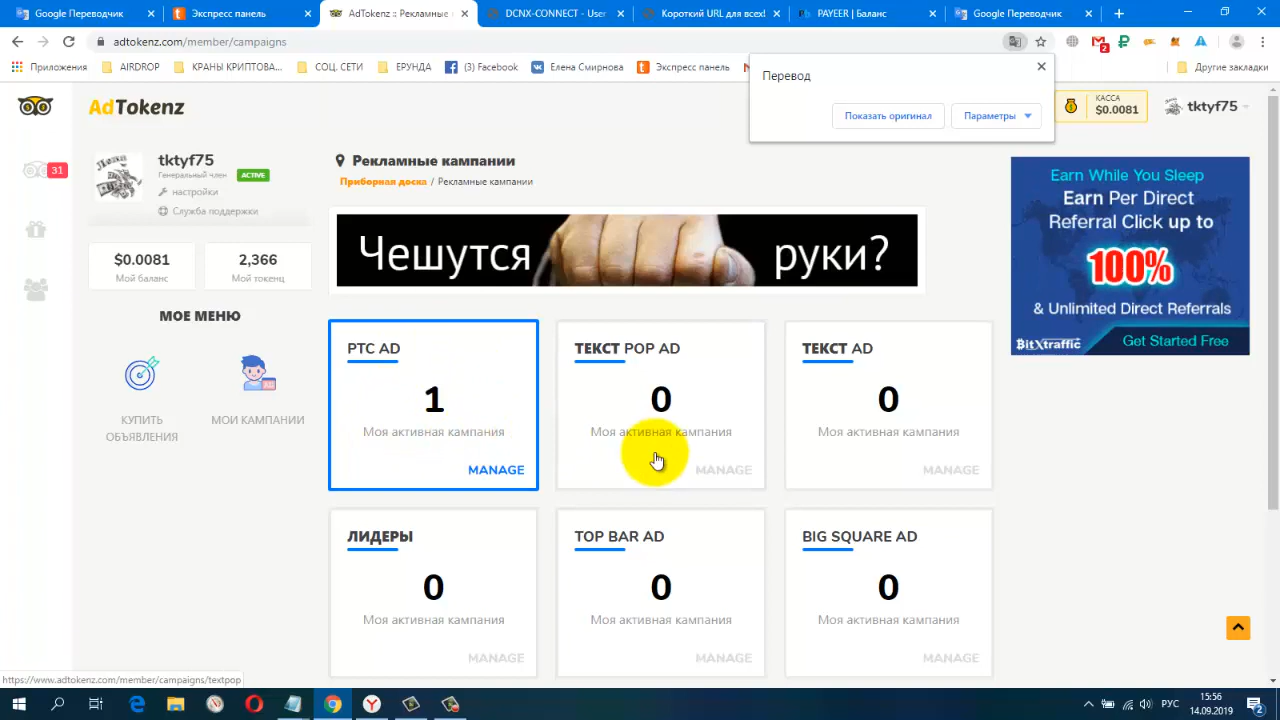 Google Переводчик
Экспресс панель
AdTokenz :: Рекламные
DCNX-CONNECT - User
Короткий URL для всех!
PAYEER | Баланс
Google Переводчик
adtokenz.com/member/campaigns
2
Приложения
AIRDROP
КРАНЫ КРИПТОВА...
СОЦ. СЕТИ
ЕРУНДА
(3) Facebook
Елена Смирнова
Экспресс панель
Другие закладки
Перевод
Показать оригинал
Параметры
AdTokenz
КАССА
$0.0081
tktyf75
31
tktyf75
Генеральный член
ACTIVE
настройки
Служба поддержки
$0.0081
Мой баланс
2,366
Мой токенц
МОЕ МЕНЮ
КУПИТЬ
ОБЪЯВЛЕНИЯ
МОИ КАМПАНИИ
Рекламные кампании
Приборная доска / Рекламные кампании
Чешутся руки?
PTC AD
1
Моя активная кампания
MANAGE
ТЕКСТ POP AD
0
Моя активная кампания
MANAGE
ТЕКСТ AD
0
Моя активная кампания
MANAGE
ЛИДЕРЫ
0
Моя активная кампания
MANAGE
TOP BAR AD
0
Моя активная кампания
MANAGE
BIG SQUARE AD
0
Моя активная кампания
MANAGE
Earn While You Sleep
Earn Per Direct
Referral Click up to
100%
& Unlimited Direct Referrals
BitXtraffic
Get Started Free
https://www.adtokenz.com/member/campaigns/textpop
РУС
15:56
14.09.2019
2